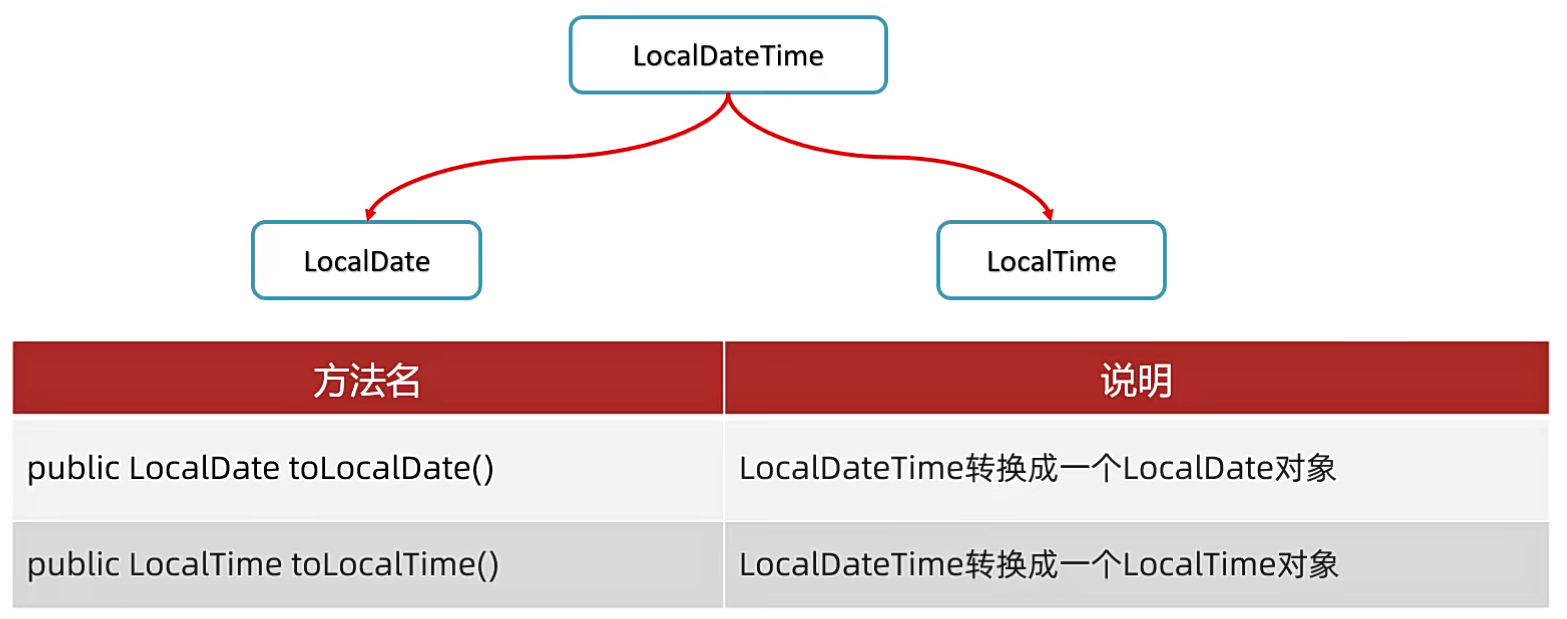 LocalDateTime
LocalDate
LocalTime
方法名
说明
public LocalDate toLocalDate()
LocalDateTime转换成一个LocalDate对象
public LocalTime toLocalTime()
LocalDateTime转换成一个LocalTime对象